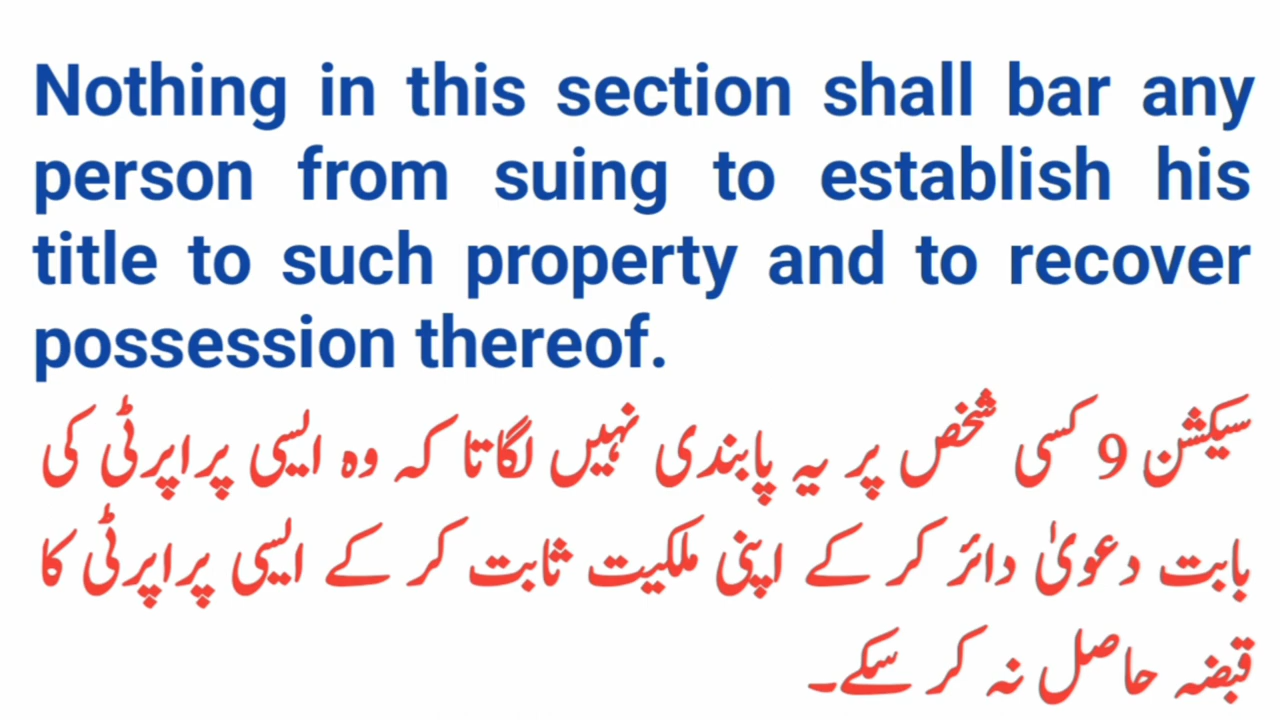 Nothing in this section shall bar any
person from suing to establish his
title to such property and to recover
possession thereof.
سیکشن 9 کسی شخص پر یہ پابندی نہیں لگاتا کہ وہ ایسی پراپرٹی کی
بابت دعویٰ دائر کر کے اپنی ملکیت ثابت کر کے ایسی پراپرٹی کا
قبضہ حاصل نہ کر سکے۔